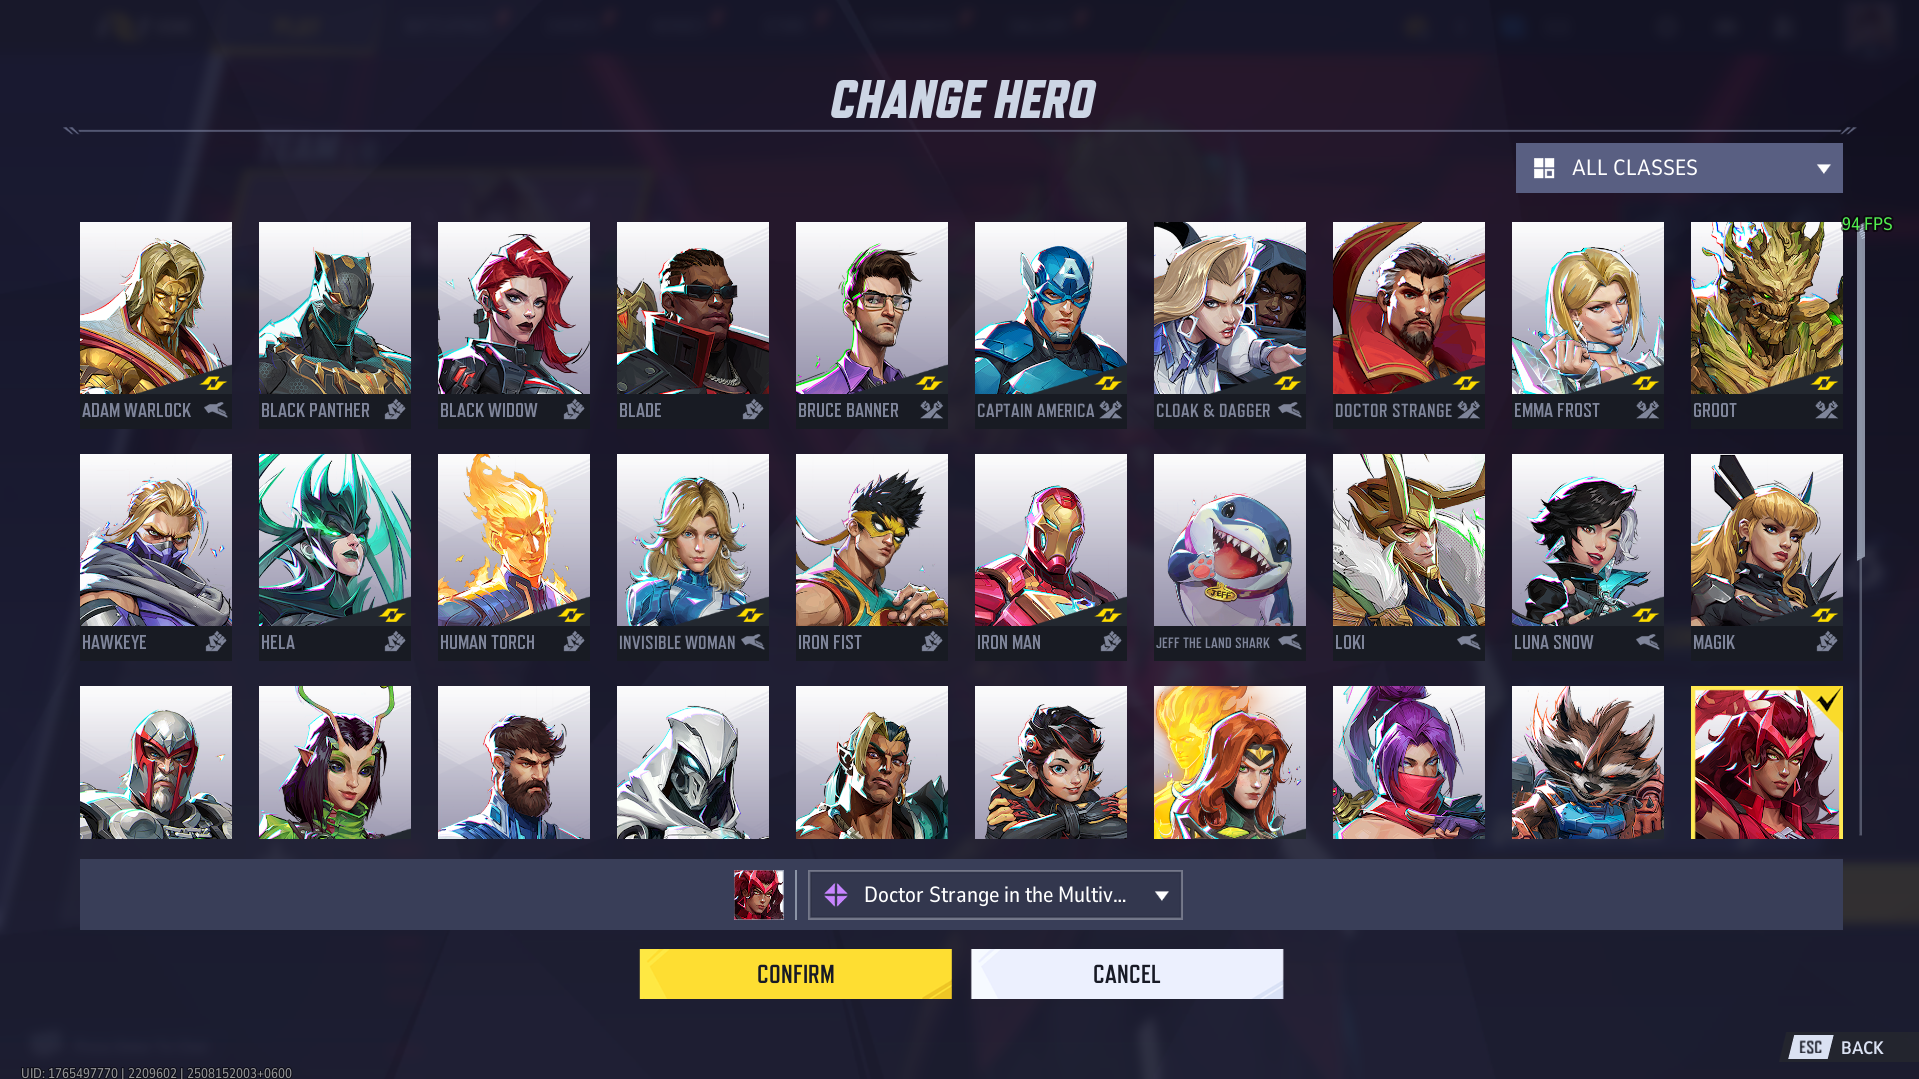 CHANGE HERO
ALL CLASSES
94 FPS
ADAM WARLOCK
BLACK PANTHER
BLACK WIDOW
BLADE
BRUCE BANNER
CAPTAIN AMERICA
CLOAK & DAGGER
DOCTOR STRANGE
EMMA FROST
GROOT
HAWKEYE
HELA
HUMAN TORCH
INVISIBLE WOMAN
IRON FIST
IRON MAN
JEFF
JEFF THE LAND SHARK
LOKI
LUNA SNOW
MAGIK
Doctor Strange in the Multiv...
CONFIRM
CANCEL
ESC BACK
UID: 1765497770 | 2209602 | 2508152003+0600